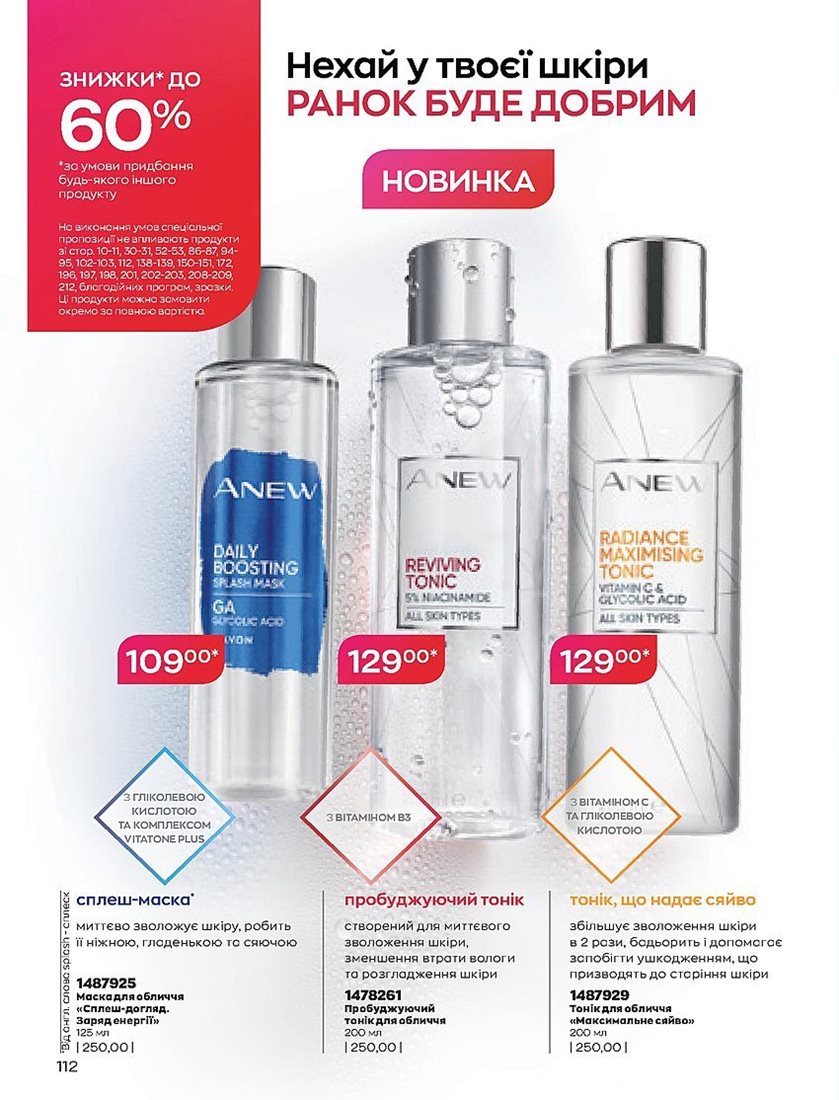 ЗНИЖКИ* ДО
60%
*за умови придбання
будь-якого іншого
продукту
На виконання умов спеціальної
пропозиції не впливають продукти
зі стор. 10-11, 30-31, 52-53, 86-87, 94-
95, 102-103, 112, 138-139, 150-151, 172,
196, 197, 198, 201, 202-203, 208-209,
212, благодійних програм, зразки.
Ці продукти можна замовити
окремо за повною вартістю.
Нехай у твоєї шкіри
РАНОК БУДЕ ДОБРИМ
НОВИНКА
ANEW
DAILY
BOOSTING
SPLASH MASK
GA
GLYCOLIC ACID
AVON
10900*
ANEW
REVIVING
TONIC
5% NIACINAMIDE
ALL SKIN TYPES
12900*
ANEW
RADIANCE
MAXIMISING
TONIC
VITAMIN C &
GLYCOLIC ACID
ALL SKIN TYPES
12900*
З ГЛІКОЛЕВОЮ
КИСЛОТОЮ
ТА КОМПЛЕКСОМ
VITATONE PLUS
З ВІТАМІНОМ В3
З ВІТАМІНОМ С
ТА ГЛІКОЛЕВОЮ
КИСЛОТОЮ
сплеш-маска*
миттєво зволожує шкіру, робить
її ніжною, гладенькою та сяючою
1487925
Маска для обличчя
«Сплеш-догляд.
Заряд енергії»
125 мл
| 250,00 |
*Від англ. слова splash - сплеск
пробуджуючий тонік
створений для миттєвого
зволоження шкіри,
зменшення втрати вологи
та розгладження шкіри
1478261
Пробуджуючий
тонік для обличчя
200 мл
| 250,00 |
тонік, що надає сяйво
збільшує зволоження шкіри
в 2 рази, бадьорить і допомагає
запобігти ушкодженням, що
призводять до старіння шкіри
1487929
Тонік для обличчя
«Максимальне сяйво»
200 мл
| 250,00 |
112